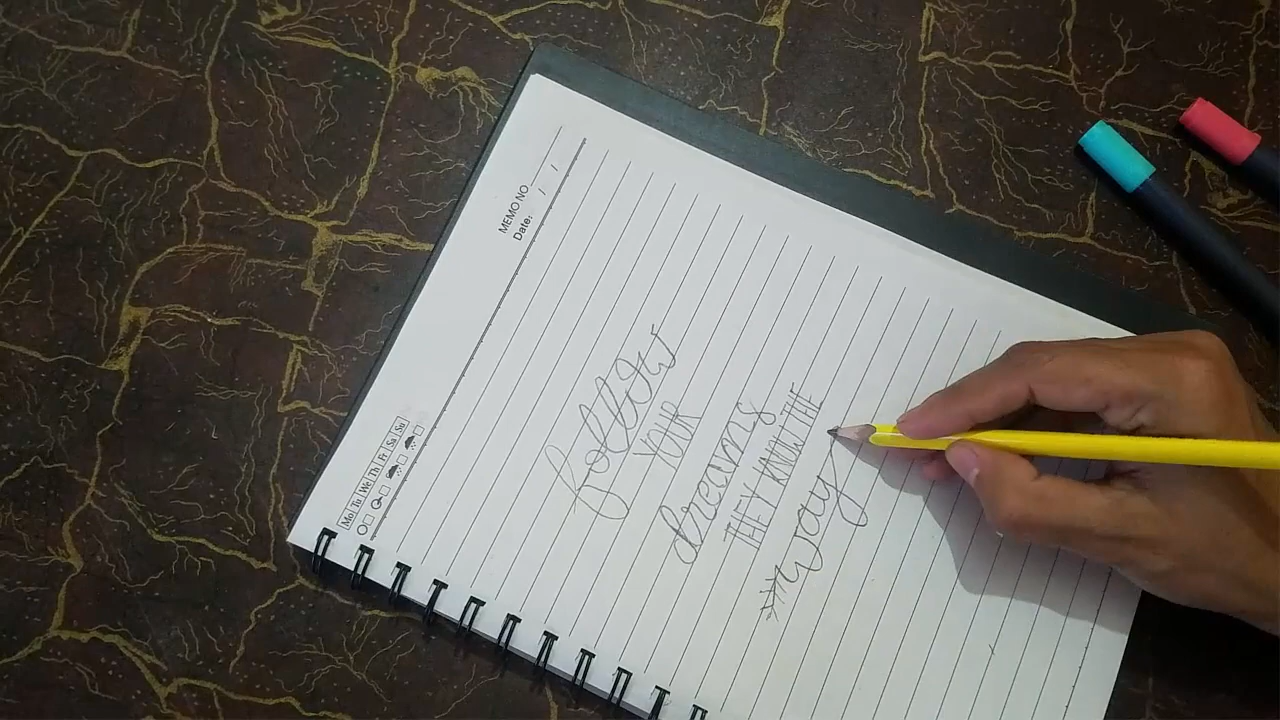 MEMO NO
Date: / /
Mo Tu We Th Fr Sa Su
follow
YOUR
dreams
THEY KNOW THE
way